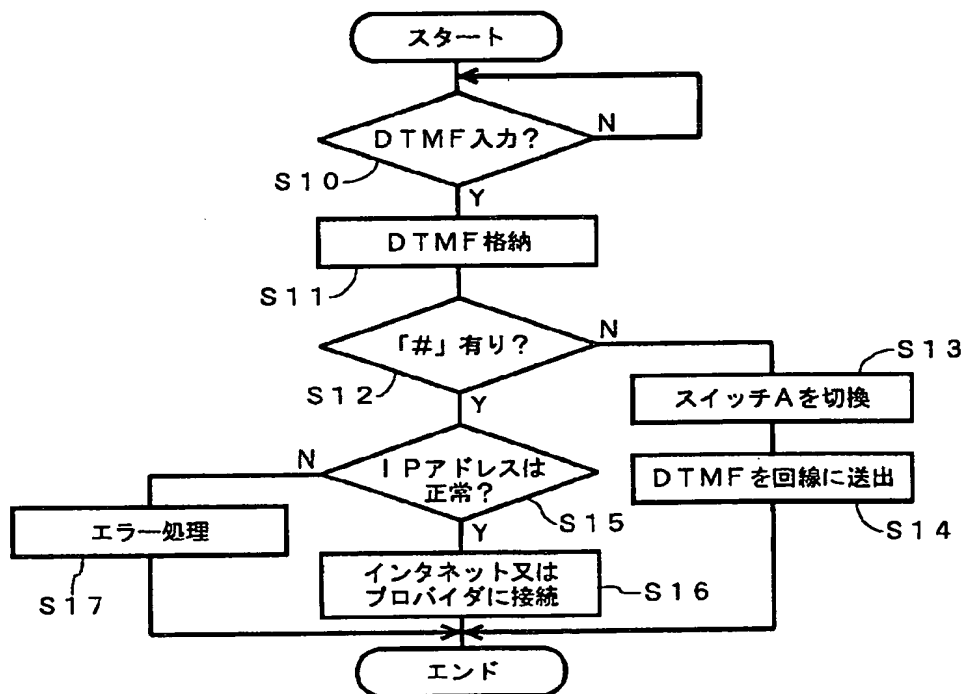 スタート
DTMF入力?
N
S10
Y
DTMF格納
S11
「#」有り?
N
S12
Y
S13
スイッチAを切換
N
IPアドレスは
正常?
S15
Y
DTMFを回線に送出
S14
エラー処理
S17
インタネット又は
プロバイダに接続
S16
エンド